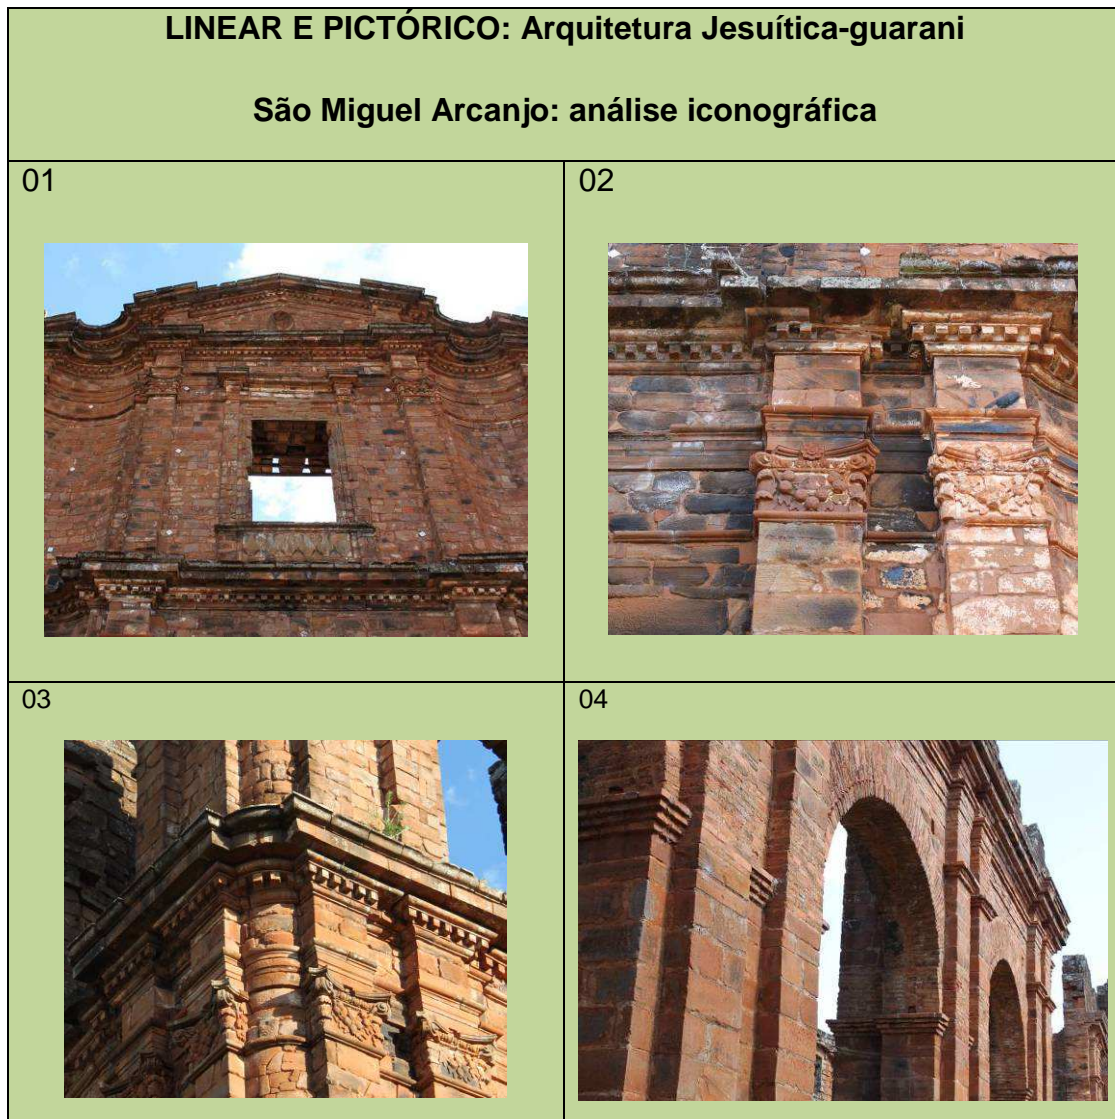 LINEAR E PICTÓRICO: Arquitetura Jesuítica-guarani
São Miguel Arcanjo: análise iconográfica
01
02
03
04